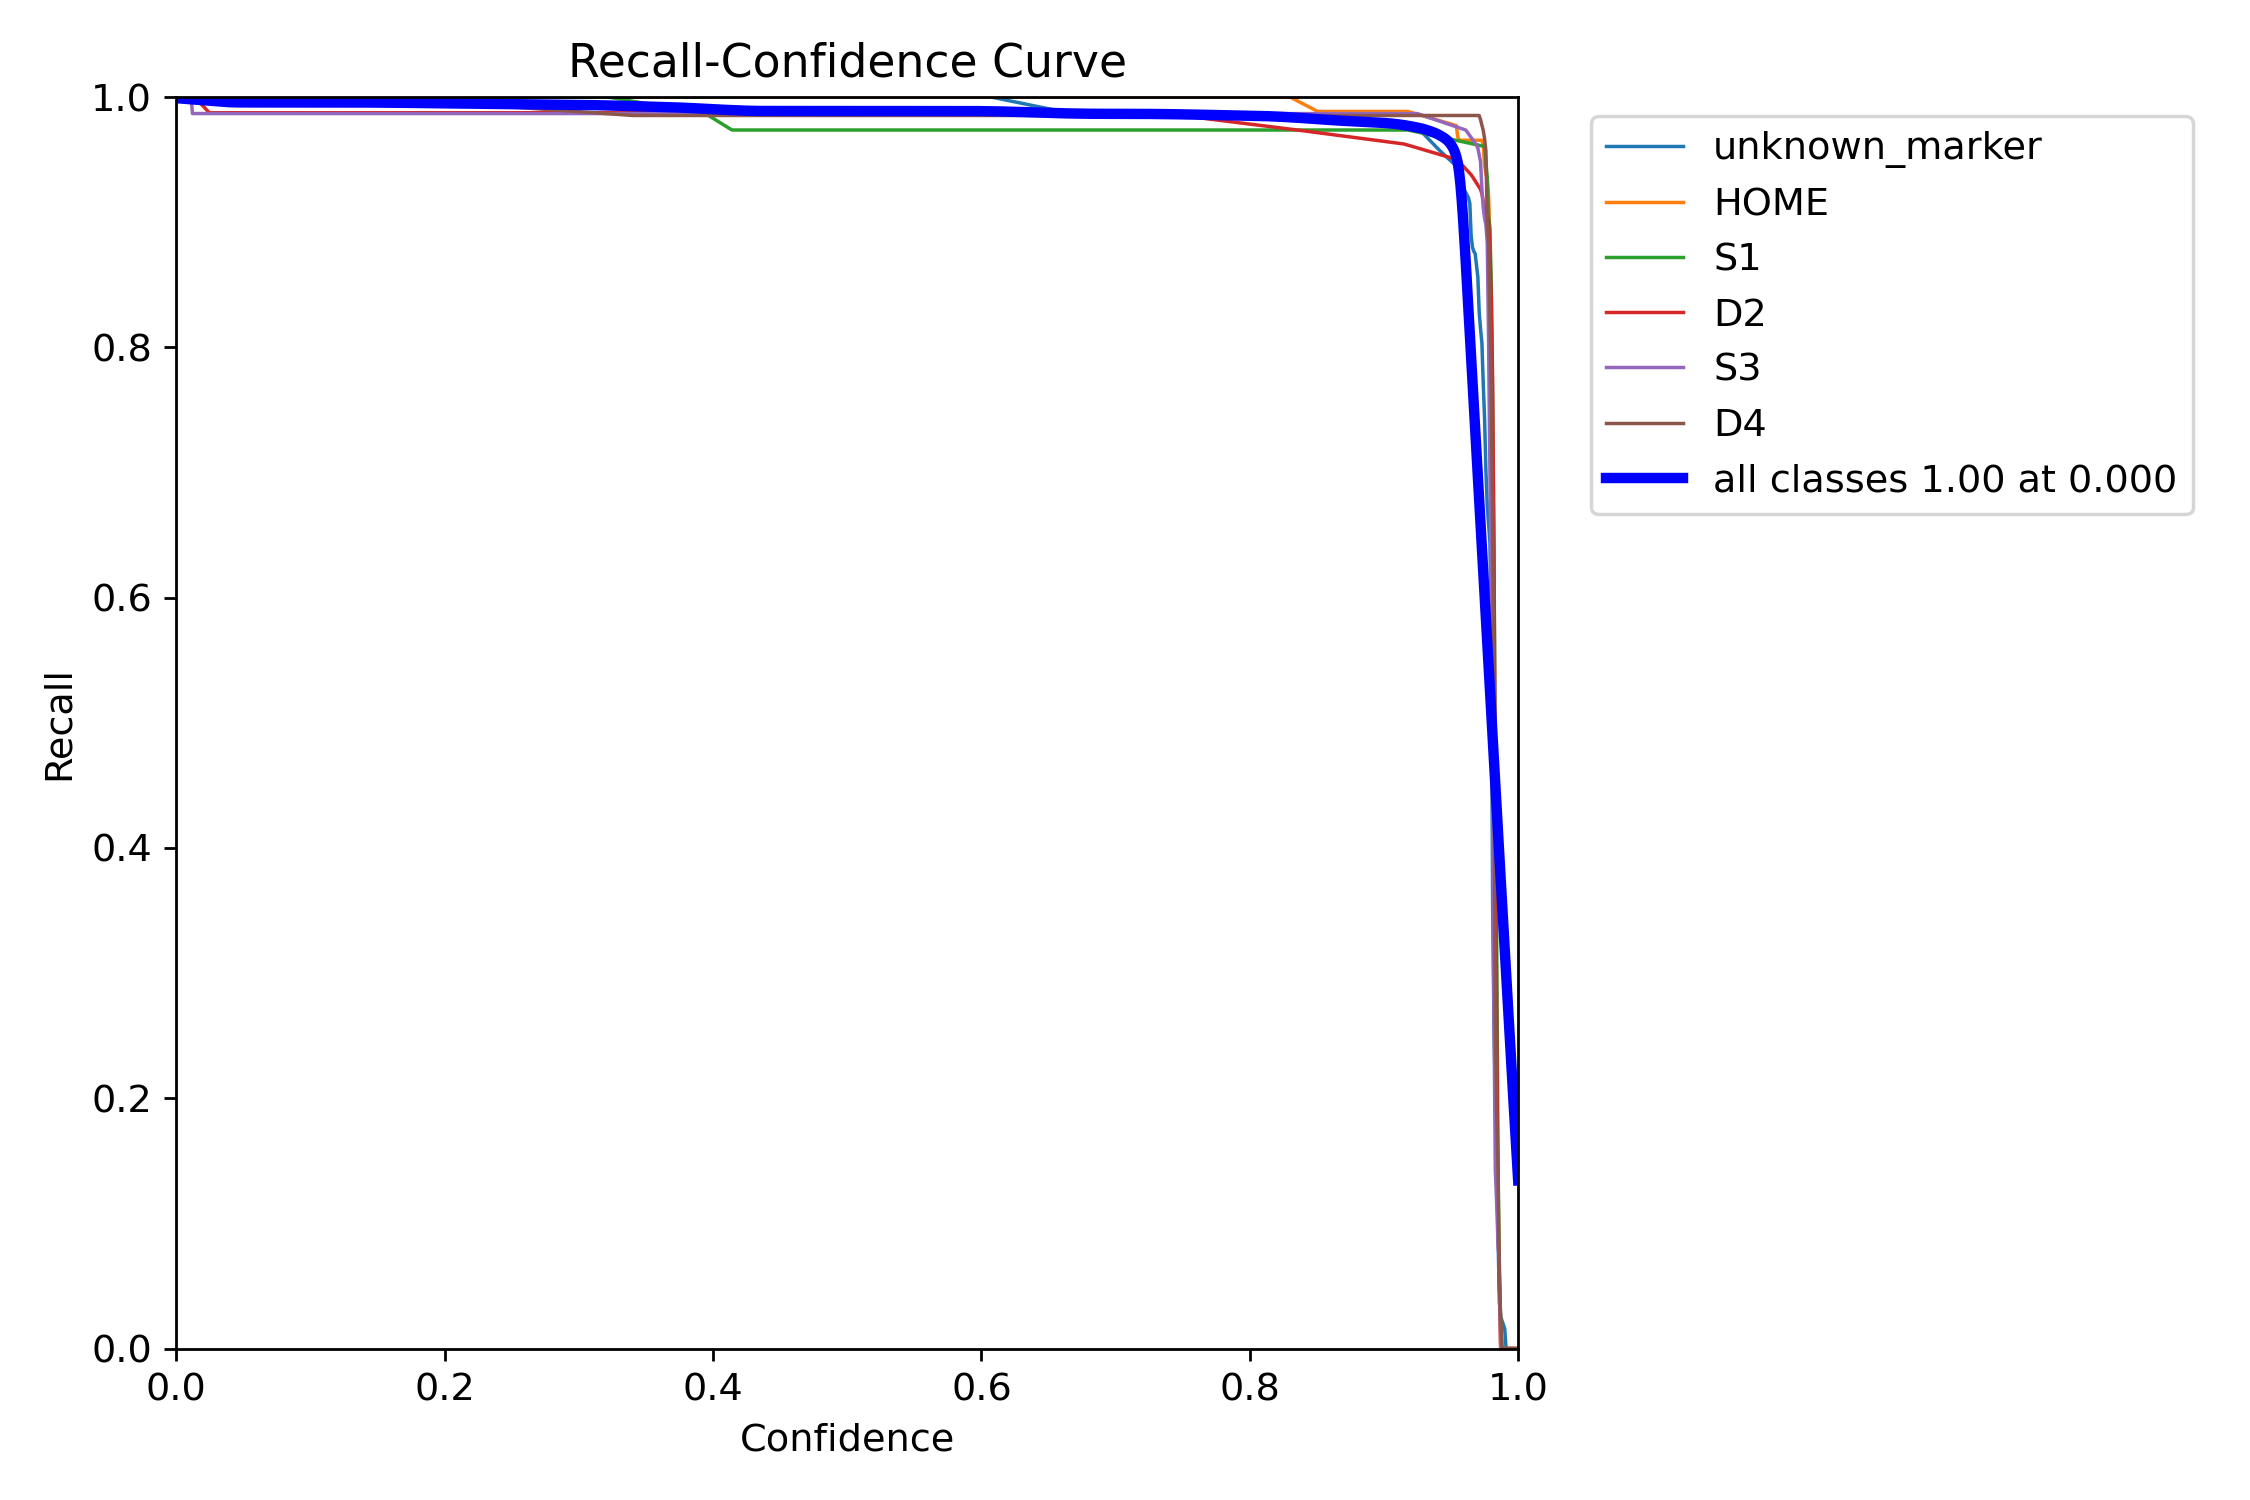 Recall-Confidence Curve
1.0
0.8
0.6
0.4
0.2
0.0
Recall
0.0 0.2 0.4 0.6 0.8 1.0
Confidence
unknown_marker
HOME
S1
D2
S3
D4
all classes 1.00 at 0.000